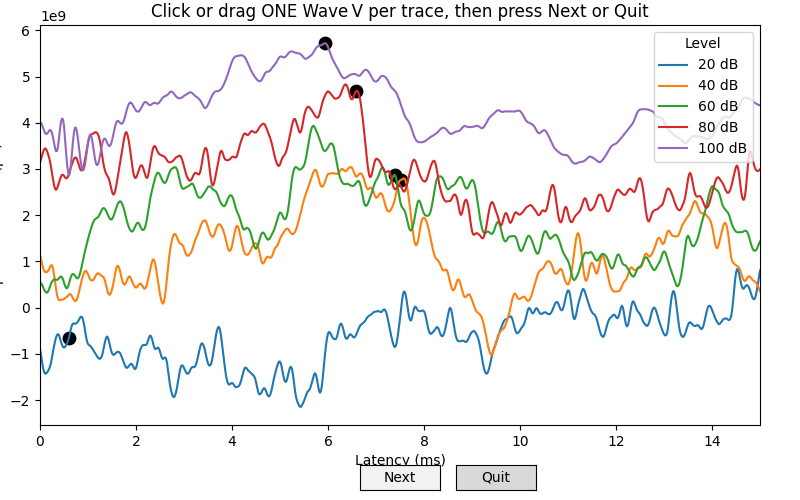 Click or drag ONE Wave V per trace, then press Next or Quit
1e9
6
5
4
3
2
1
0
−1
−2
0 2 4 6 8 10 12 14
Latency (ms)
Level
20 dB
40 dB
60 dB
80 dB
100 dB
Next Quit